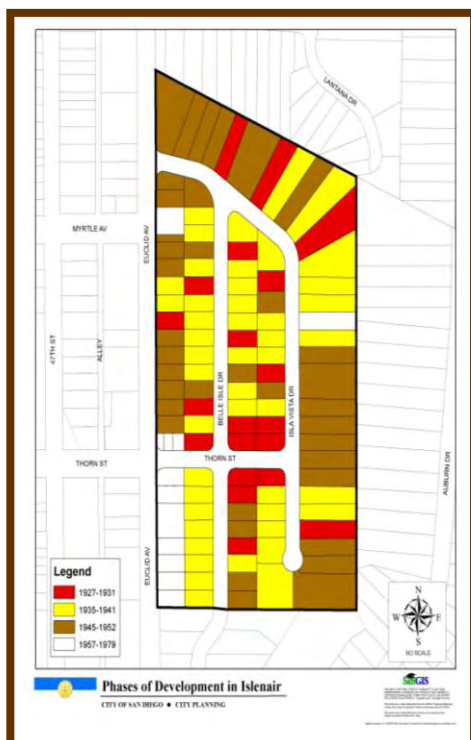 LANTANA DR
MYRTLE AV
EUCLID AV
47TH ST
ALLEY
BELLE ISLE DR
ISLA VISTA DR
THORN ST
THORN ST
AUBURN DR
EUCLID AV
Legend
1927-1931
1935-1941
1945-1952
1957-1979
N
W E
S
NO SCALE
Phases of Development in Islenair
CITY OF SAN DIEGO ● CITY PLANNING
SanGIS